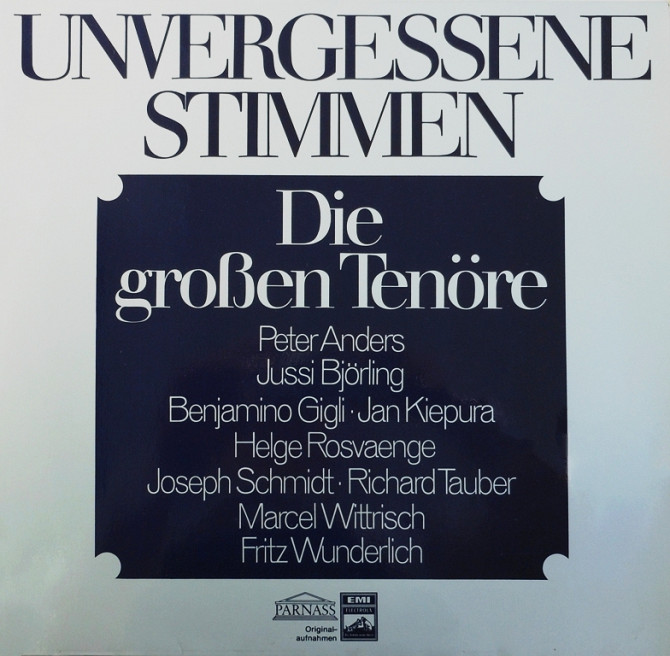 UNVERGESSENE
STIMMEN
Die
großen Tenöre
Peter Anders
Jussi Björling
Benjamino Gigli · Jan Kiepura
Helge Rosvaenge
Joseph Schmidt · Richard Tauber
Marcel Wittrisch
Fritz Wunderlich
PARNASS
Original-
aufnahmen
EMI
ELECTROLA